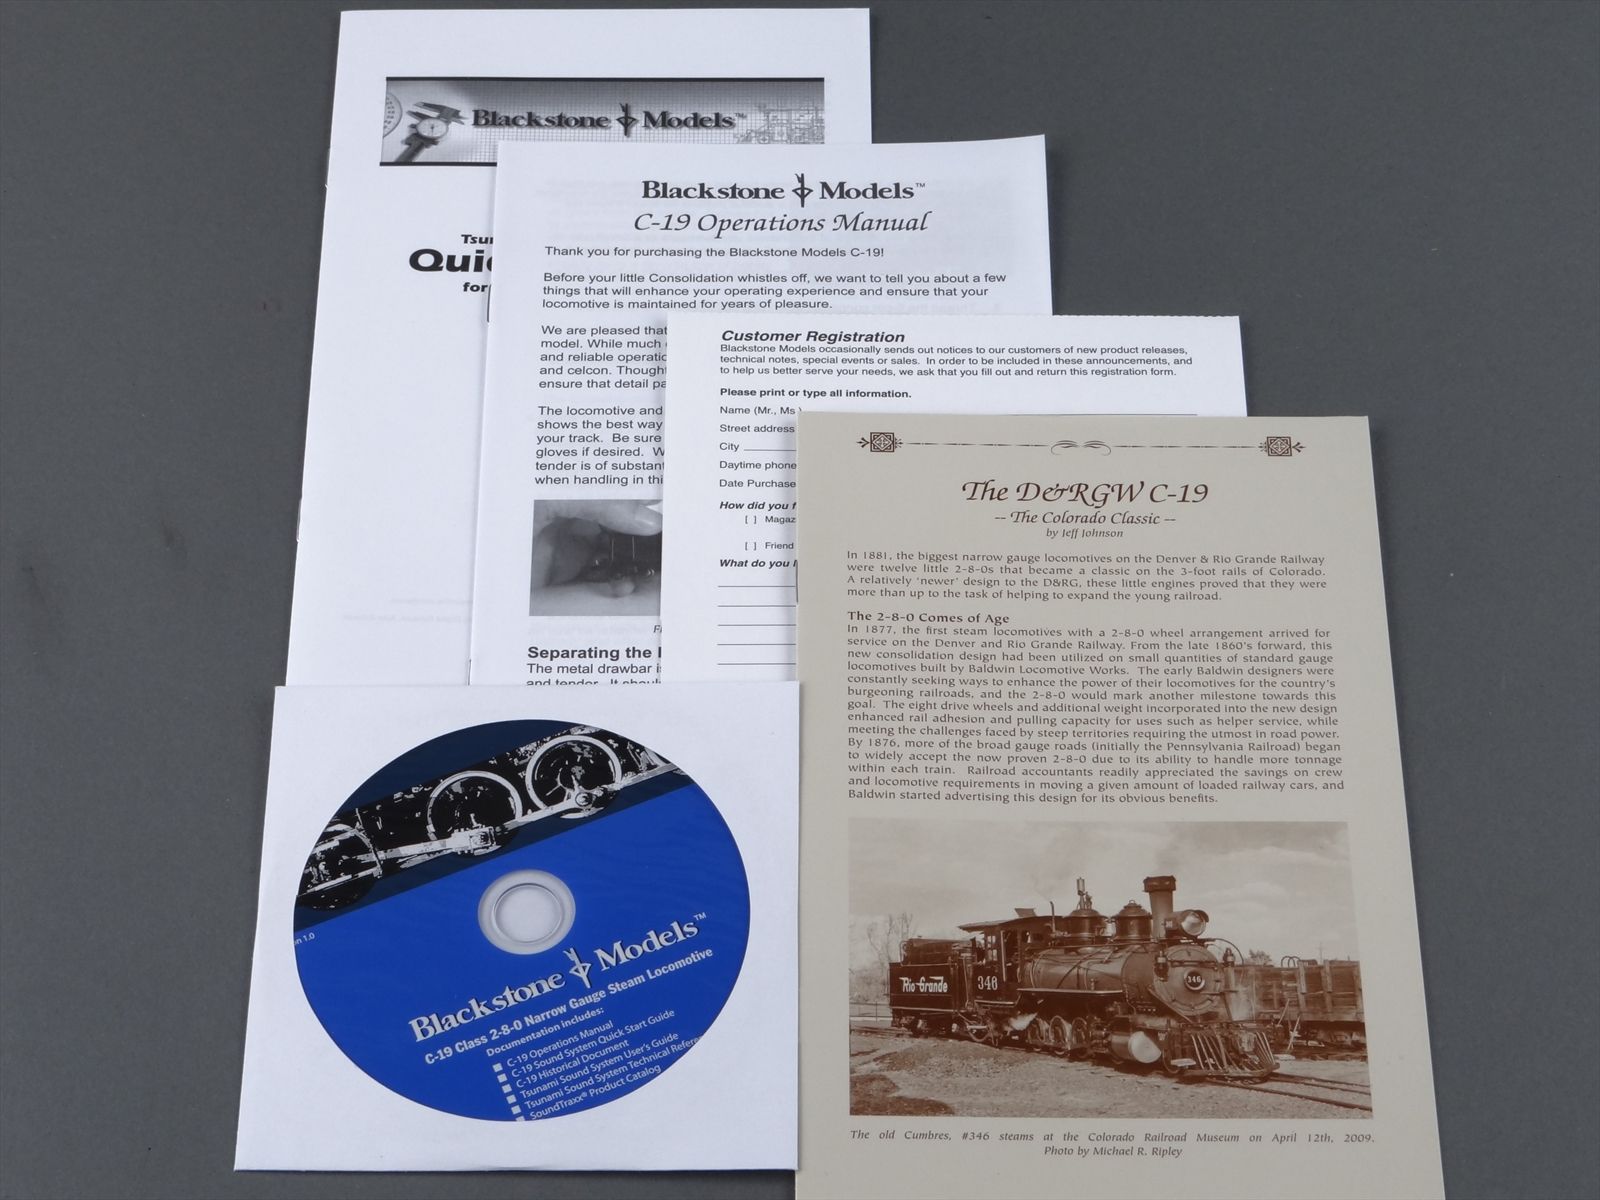 Blackstone Models™
Quic
Blackstone Models™
C-19 Operations Manual
Thank you for purchasing the Blackstone Models C-19!
Before your little Consolidation whistles off, we want to tell you about a few
things that will enhance your operating experience and ensure that your
locomotive is maintained for years of pleasure.
We are pleased that
model. While much
and reliable operatio
and celcon. Though
ensure that detail pa
The locomotive and
shows the best way
your track. Be sure
gloves if desired. W
tender is of substan
when handling in thi
Separating the
The metal drawbar i
and tender. It shoul
Customer Registration
Blackstone Models occasionally sends out notices to our customers of new product releases,
technical notes, special events or sales. In order to be included in these announcements, and
to help us better serve your needs, we ask that you fill out and return this registration form.
Please print or type all information.
Name (Mr., Ms.)
Street address
City
Daytime phone
Date Purchase
How did you f
[ ] Magaz
[ ] Friend
What do you l
The D&RGW C-19
-- The Colorado Classic --
by Jeff Johnson
In 1881, the biggest narrow gauge locomotives on the Denver & Rio Grande Railway
were twelve little 2-8-0s that became a classic on the 3-foot rails of Colorado.
A relatively 'newer' design to the D&RG, these little engines proved that they were
more than up to the task of helping to expand the young railroad.
The 2-8-0 Comes of Age
In 1877, the first steam locomotives with a 2-8-0 wheel arrangement arrived for
service on the Denver and Rio Grande Railway. From the late 1860's forward, this
new consolidation design had been utilized on small quantities of standard gauge
locomotives built by Baldwin Locomotive Works. The early Baldwin designers were
constantly seeking ways to enhance the power of their locomotives for the country's
burgeoning railroads, and the 2-8-0 would mark another milestone towards this
goal. The eight drive wheels and additional weight incorporated into the new design
enhanced rail adhesion and pulling capacity for uses such as helper service, while
meeting the challenges faced by steep territories requiring the utmost in road power.
By 1876, more of the broad gauge roads (initially the Pennsylvania Railroad) began
to widely accept the now proven 2-8-0 due to its ability to handle more tonnage
within each train. Railroad accountants readily appreciated the savings on crew
and locomotive requirements in moving a given amount of loaded railway cars, and
Baldwin started advertising this design for its obvious benefits.
Rio Grande
346
346
The old Cumbres, #346 steams at the Colorado Railroad Museum on April 12th, 2009.
Photo by Michael R. Ripley
on 1.0
Blackstone Models™
C-19 Class 2-8-0 Narrow Gauge Steam Locomotive
Documentation includes:
C-19 Operations Manual
C-19 Sound System Quick Start Guide
C-19 Historical Document
Tsunami Sound System User's Guide
Tsunami Sound System Technical Refere
SoundTraxx® Product Catalog